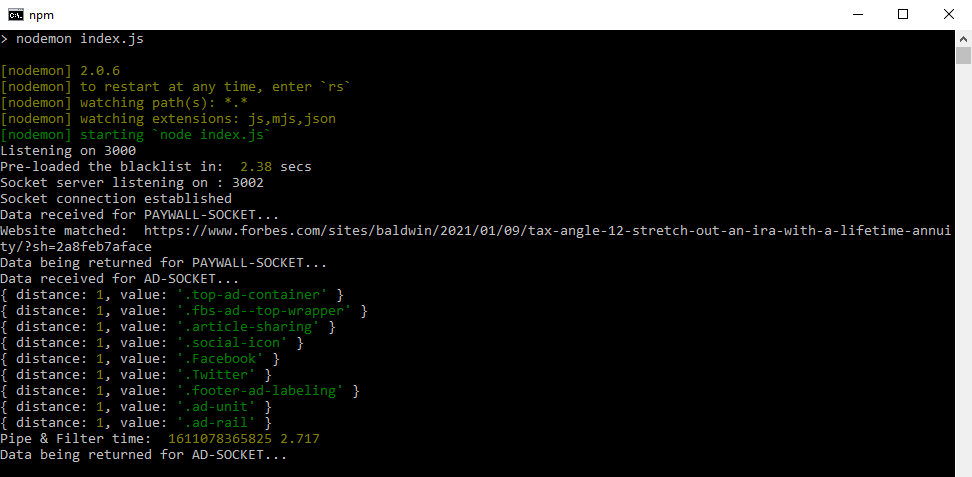 npm
> nodemon index.js
[nodemon] 2.0.6
[nodemon] to restart at any time, enter `rs`
[nodemon] watching path(s): *.*
[nodemon] watching extensions: js,mjs,json
[nodemon] starting `node index.js`
Listening on 3000
Pre-loaded the blacklist in:  2.38 secs
Socket server listening on : 3002
Socket connection established
Data received for PAYWALL-SOCKET...
Website matched:  https://www.forbes.com/sites/baldwin/2021/01/09/tax-angle-12-stretch-out-an-ira-with-a-lifetime-annui
ty/?sh=2a8feb7aface
Data being returned for PAYWALL-SOCKET...
Data received for AD-SOCKET...
{ distance: 1, value: '.top-ad-container' }
{ distance: 1, value: '.fbs-ad--top-wrapper' }
{ distance: 1, value: '.article-sharing' }
{ distance: 1, value: '.social-icon' }
{ distance: 1, value: '.Facebook' }
{ distance: 1, value: '.Twitter' }
{ distance: 1, value: '.footer-ad-labeling' }
{ distance: 1, value: '.ad-unit' }
{ distance: 1, value: '.ad-rail' }
Pipe & Filter time:  1611078365825 2.717
Data being returned for AD-SOCKET...